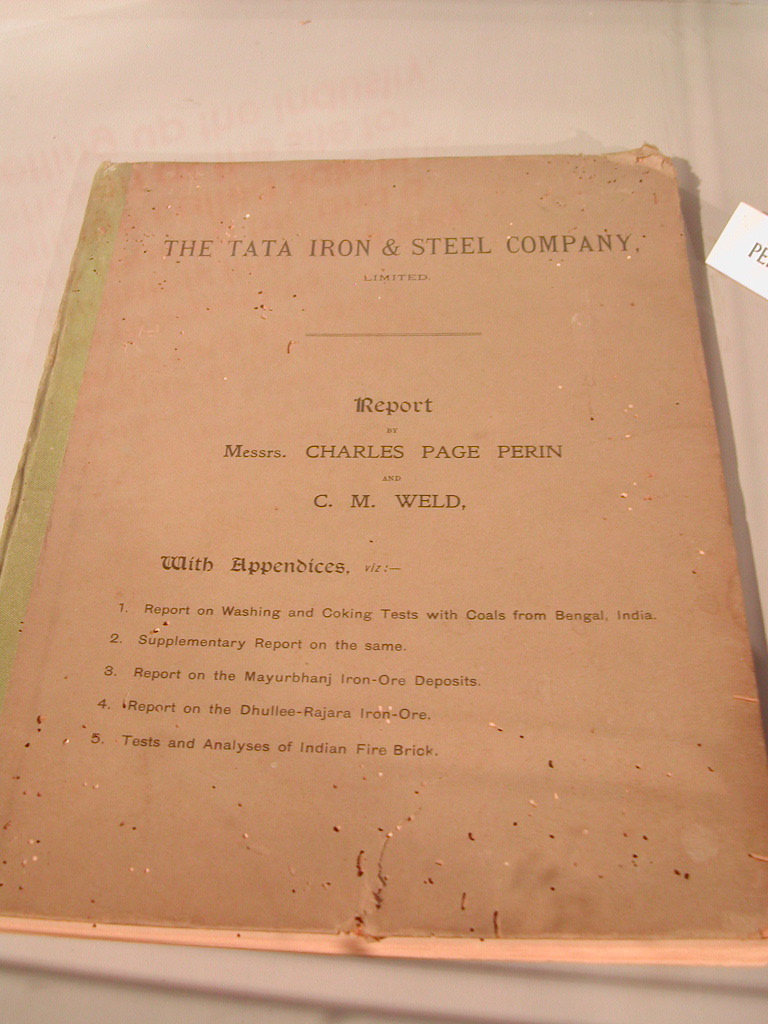 THE TATA IRON & STEEL COMPANY,
LIMITED.
Report
BY
Messrs. CHARLES PAGE PERIN
AND
C. M. WELD,
With Appendices, viz:—
1. Report on Washing and Coking Tests with Coals from Bengal, India.
2. Supplementary Report on the same.
3. Report on the Mayurbhanj Iron-Ore Deposits.
4. Report on the Dhullee-Rajara Iron-Ore.
5. Tests and Analyses of Indian Fire Brick.